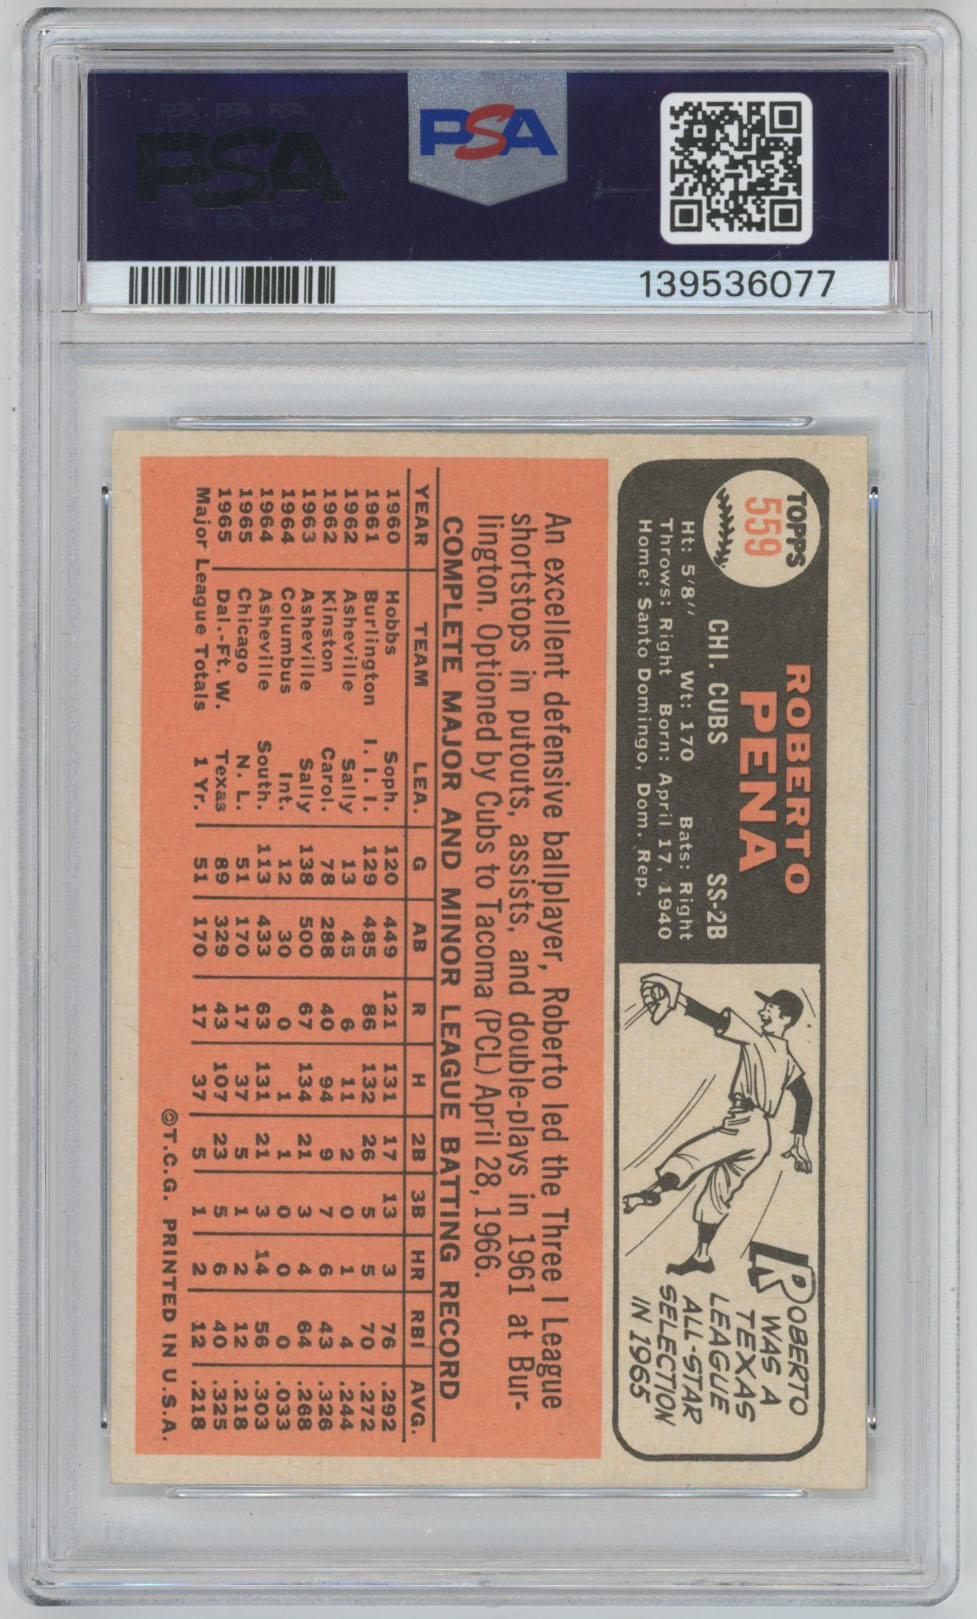 PSA
PSA
139536077
TOPPS
559
ROBERTO
PENA
CHI. CUBS SS-2B
Ht: 5'8" Wt: 170 Bats: Right
Throws: Right Born: April 17, 1940
Home: Santo Domingo, Dom. Rep.
ROBERTO
WAS A
TEXAS
LEAGUE
ALL-STAR
SELECTION
IN 1965
An excellent defensive ballplayer, Roberto led the Three I League
shortstops in putouts, assists, and double-plays in 1961 at Bur-
lington. Optioned by Cubs to Tacoma (PCL) April 28, 1966.
COMPLETE MAJOR AND MINOR LEAGUE BATTING RECORD
YEAR TEAM LEA. G AB R H 2B 3B HR RBI AVG.
1960 Hobbs Soph. 120 449 121 131 17 13 3 76 .292
1961 Burlington I. I. I. 129 485 86 132 26 5 5 70 .272
1962 Asheville Sally 13 45 6 11 2 0 1 4 .244
1962 Kinston Carol. 78 288 40 94 9 7 6 43 .326
1963 Asheville Sally 138 500 67 134 21 3 4 64 .268
1964 Columbus Int. 12 30 0 1 1 0 0 0 .033
1964 Asheville South. 113 433 63 131 21 3 14 56 .303
1965 Chicago N. L. 51 170 17 37 5 1 2 12 .218
1965 Dal.-Ft. W. Texas 89 329 43 107 23 5 6 40 .325
Major League Totals 1 Yr. 51 170 17 37 5 1 2 12 .218
©T.C.G. PRINTED IN U.S.A.